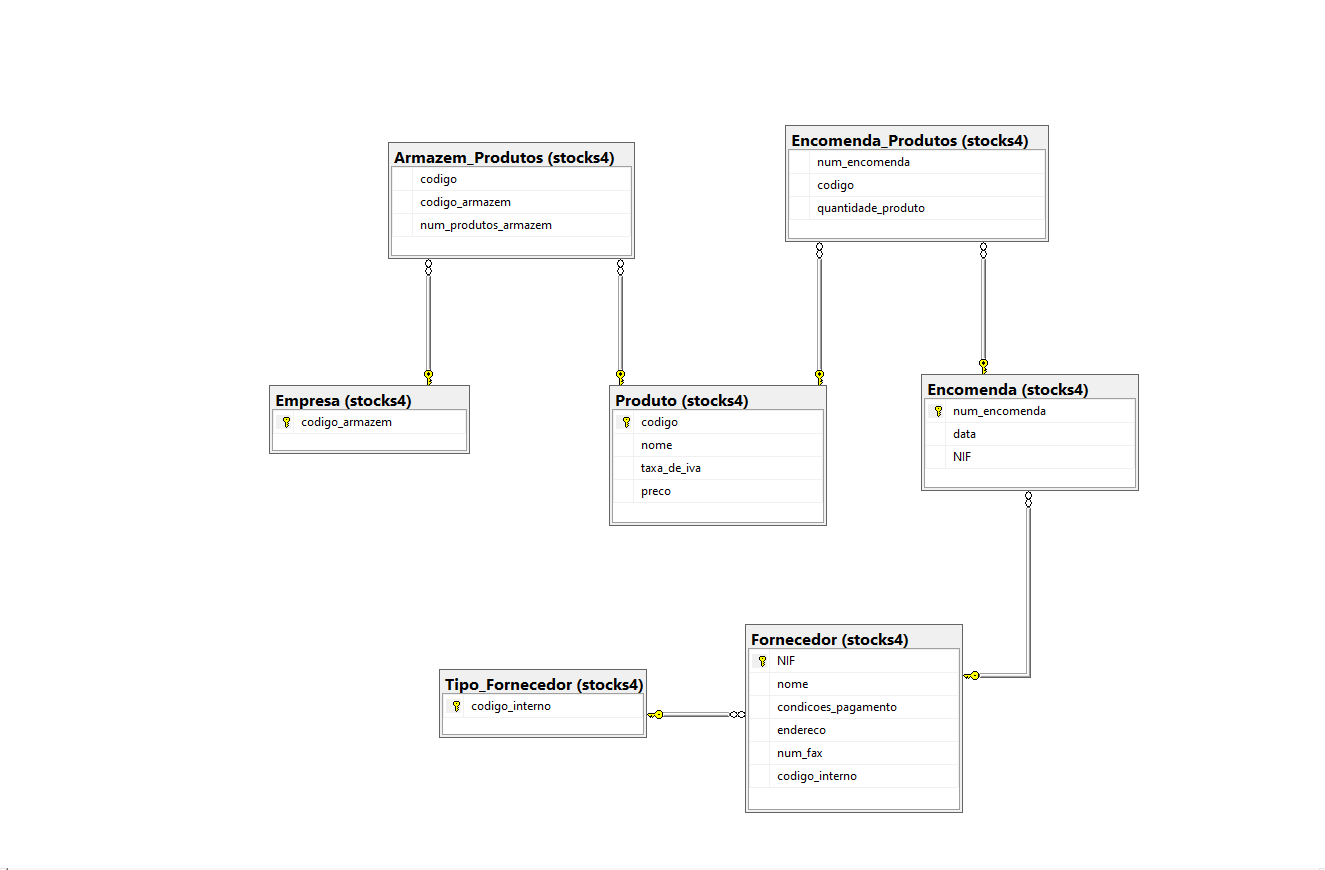 Armazem_Produtos (stocks4)
codigo
codigo_armazem
num_produtos_armazem
Encomenda_Produtos (stocks4)
num_encomenda
codigo
quantidade_produto
Empresa (stocks4)
codigo_armazem
Produto (stocks4)
codigo
nome
taxa_de_iva
preco
Encomenda (stocks4)
num_encomenda
data
NIF
Tipo_Fornecedor (stocks4)
codigo_interno
Fornecedor (stocks4)
NIF
nome
condicoes_pagamento
endereco
num_fax
codigo_interno